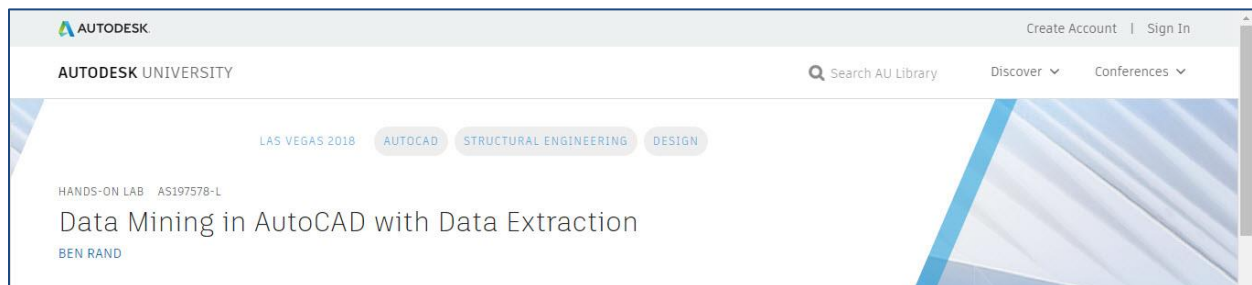 AUTODESK.
Create Account | Sign In
AUTODESK UNIVERSITY
Search AU Library
Discover
Conferences
LAS VEGAS 2018
AUTOCAD
STRUCTURAL ENGINEERING
DESIGN
HANDS-ON LAB AS197578-L
Data Mining in AutoCAD with Data Extraction
BEN RAND